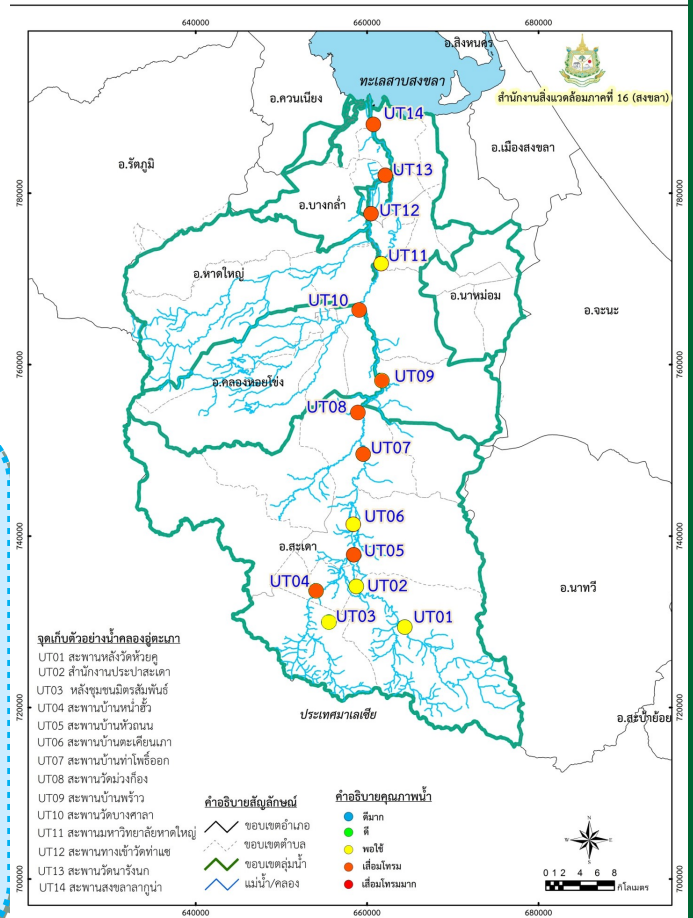 640000 660000 680000
อ.สิงหนคร
ทะเลสาบสงขลา
สำนักงานสิ่งแวดล้อมภาคที่ 16 (สงขลา)
อ.ควนเนียง
UT14
อ.เมืองสงขลา
อ.รัตภูมิ
UT13
780000 780000
อ.บางกล่ำ
UT12
UT11
อ.หาดใหญ่
อ.นาหม่อม
UT10
อ.จะนะ
760000 760000
อ.คลองหอยโข่ง
UT09
UT08
UT07
740000 740000
UT06
อ.สะเดา
UT05
UT04
UT02
อ.นาทวี
UT03
UT01
720000 720000
ประเทศมาเลเซีย
อ.สะบ้าย้อย
จุดเก็บตัวอย่างน้ำคลองอู่ตะเภา
UT01 สะพานหลังวัดห้วยคู
UT02 สำนักงานประปาสะเดา
UT03 หลังชุมชนมิตรสัมพันธ์
UT04 สะพานบ้านหน่ำฮั้ว
UT05 สะพานบ้านหัวถนน
UT06 สะพานบ้านตะเคียนเภา
UT07 สะพานบ้านท่าโพธิ์ออก
UT08 สะพานวัดม่วงก็อง
UT09 สะพานบ้านพร้าว
UT10 สะพานวัดบางศาลา
UT11 สะพานมหาวิทยาลัยหาดใหญ่
UT12 สะพานทางเข้าวัดท่าแซ
UT13 สะพานวัดนารังนก
UT14 สะพานสงขลาลากูน่า
คำอธิบายสัญลักษณ์
ขอบเขตอำเภอ
ขอบเขตตำบล
ขอบเขตลุ่มน้ำ
แม่น้ำ/คลอง
คำอธิบายคุณภาพน้ำ
ดีมาก
ดี
พอใช้
เสื่อมโทรม
เสื่อมโทรมมาก
N
W E
S
0 1 2 4 6 8
กิโลเมตร
700000 700000
640000 660000 680000